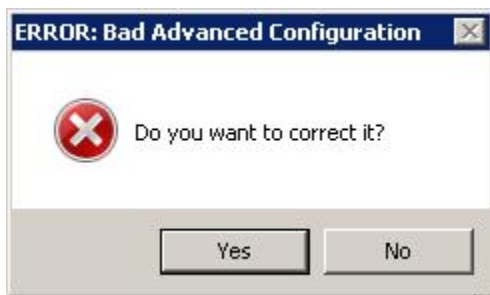 ERROR: Bad Advanced Configuration
Do you want to correct it?
Yes
No